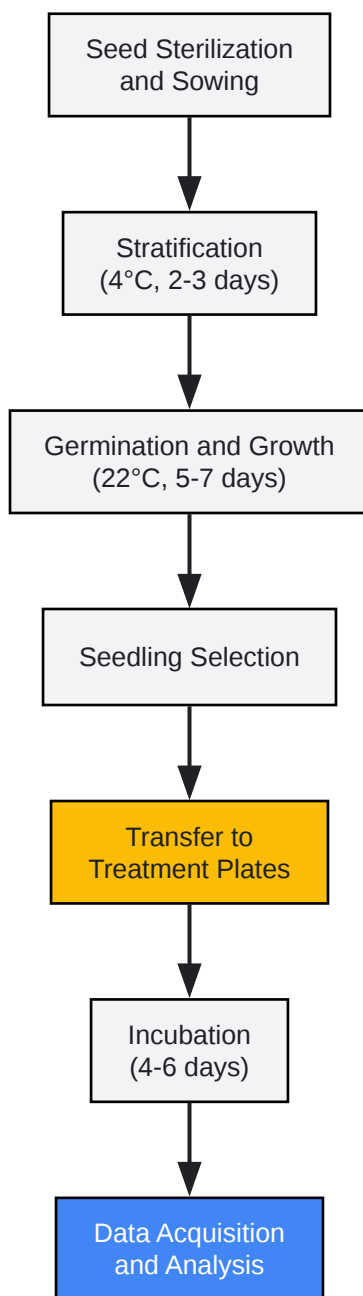 Seed Sterilization
and Sowing
Stratification
(4°C, 2-3 days)
Germination and Growth
(22°C, 5-7 days)
Seedling Selection
Transfer to
Treatment Plates
Incubation
(4-6 days)
Data Acquisition
and Analysis